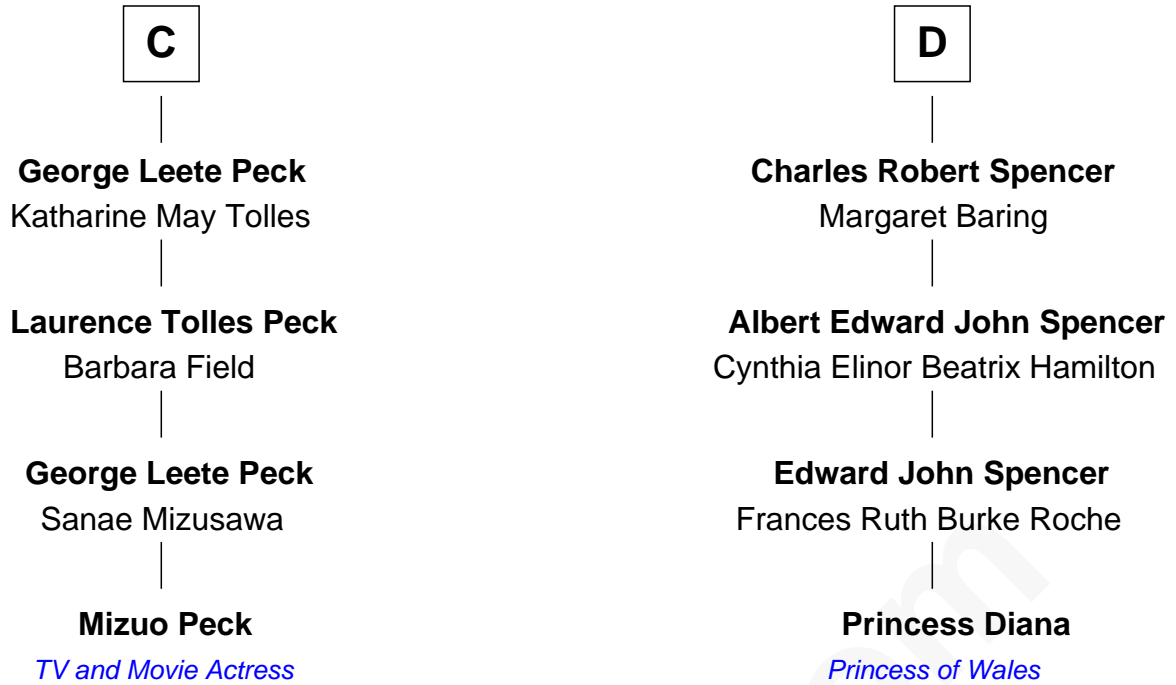 C
George Leete Peck
Katharine May Tolles
Laurence Tolles Peck
Barbara Field
George Leete Peck
Sanae Mizusawa
Mizuo Peck
TV and Movie Actress
D
Charles Robert Spencer
Margaret Baring
Albert Edward John Spencer
Cynthia Elinor Beatrix Hamilton
Edward John Spencer
Frances Ruth Burke Roche
Princess Diana
Princess of Wales